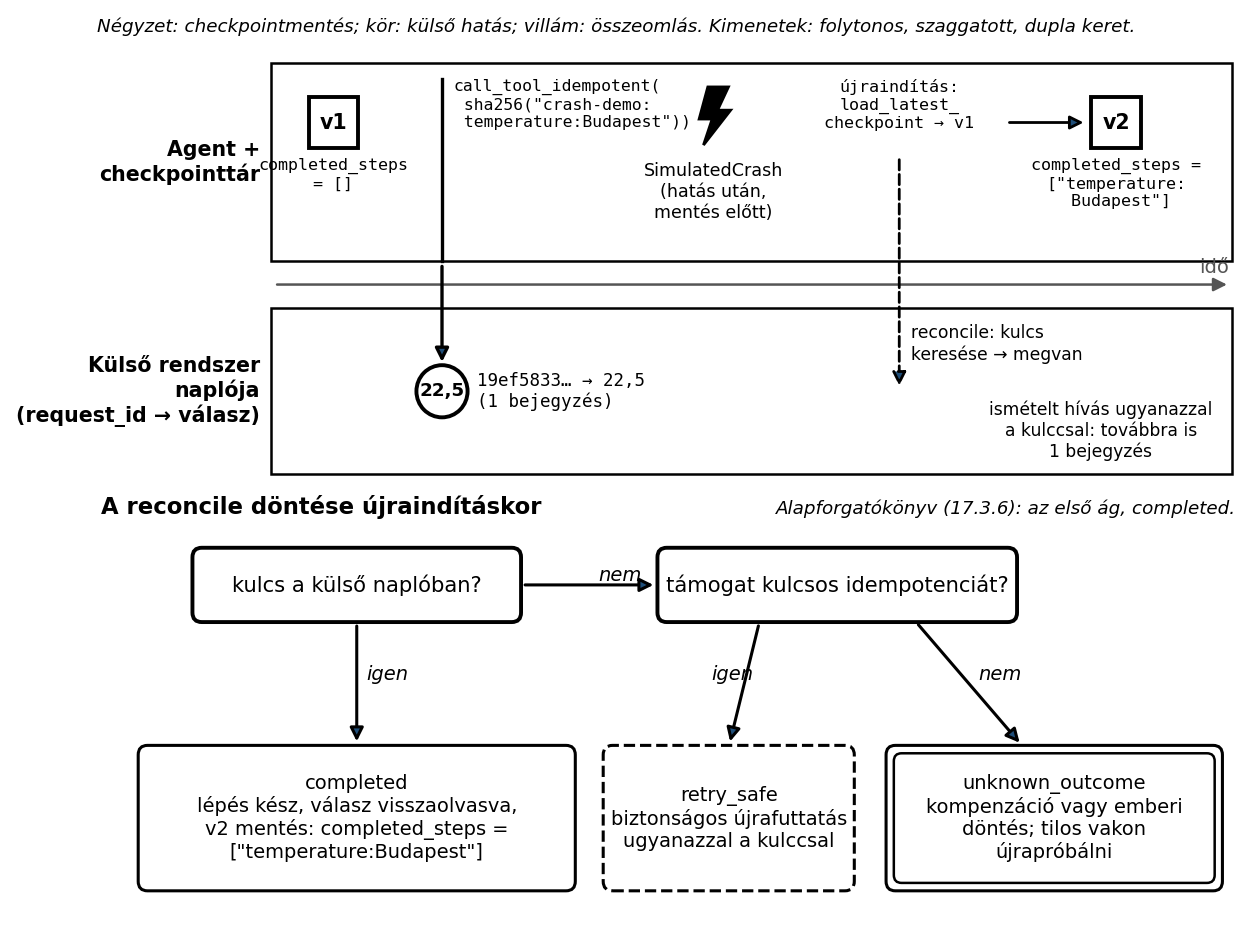 Négyzet: checkpointmentés; kör: külső hatás; villám: összeomlás. Kimenetek: folytonos, szaggatott, dupla keret.
Agent +
checkpointtár
v1
completed_steps
= []
call_tool_idempotent(
sha256("crash-demo:
temperature:Budapest"))
SimulatedCrash
(hatás után,
mentés előtt)
újraindítás:
load_latest_
checkpoint → v1
v2
completed_steps =
["temperature:
Budapest"]
idő
Külső rendszer
naplója
(request_id → válasz)
22,5
19ef5833… → 22,5
(1 bejegyzés)
reconcile: kulcs
keresése → megvan
ismételt hívás ugyanazzal
a kulccsal: továbbra is
1 bejegyzés
A reconcile döntése újraindításkor
Alapforgatókönyv (17.3.6): az első ág, completed.
kulcs a külső naplóban?
nem
támogat kulcsos idempotenciát?
igen
igen
nem
completed
lépés kész, válasz visszaolvasva,
v2 mentés: completed_steps =
["temperature:Budapest"]
retry_safe
biztonságos újrafuttatás
ugyanazzal a kulccsal
unknown_outcome
kompenzáció vagy emberi
döntés; tilos vakon
újrapróbálni